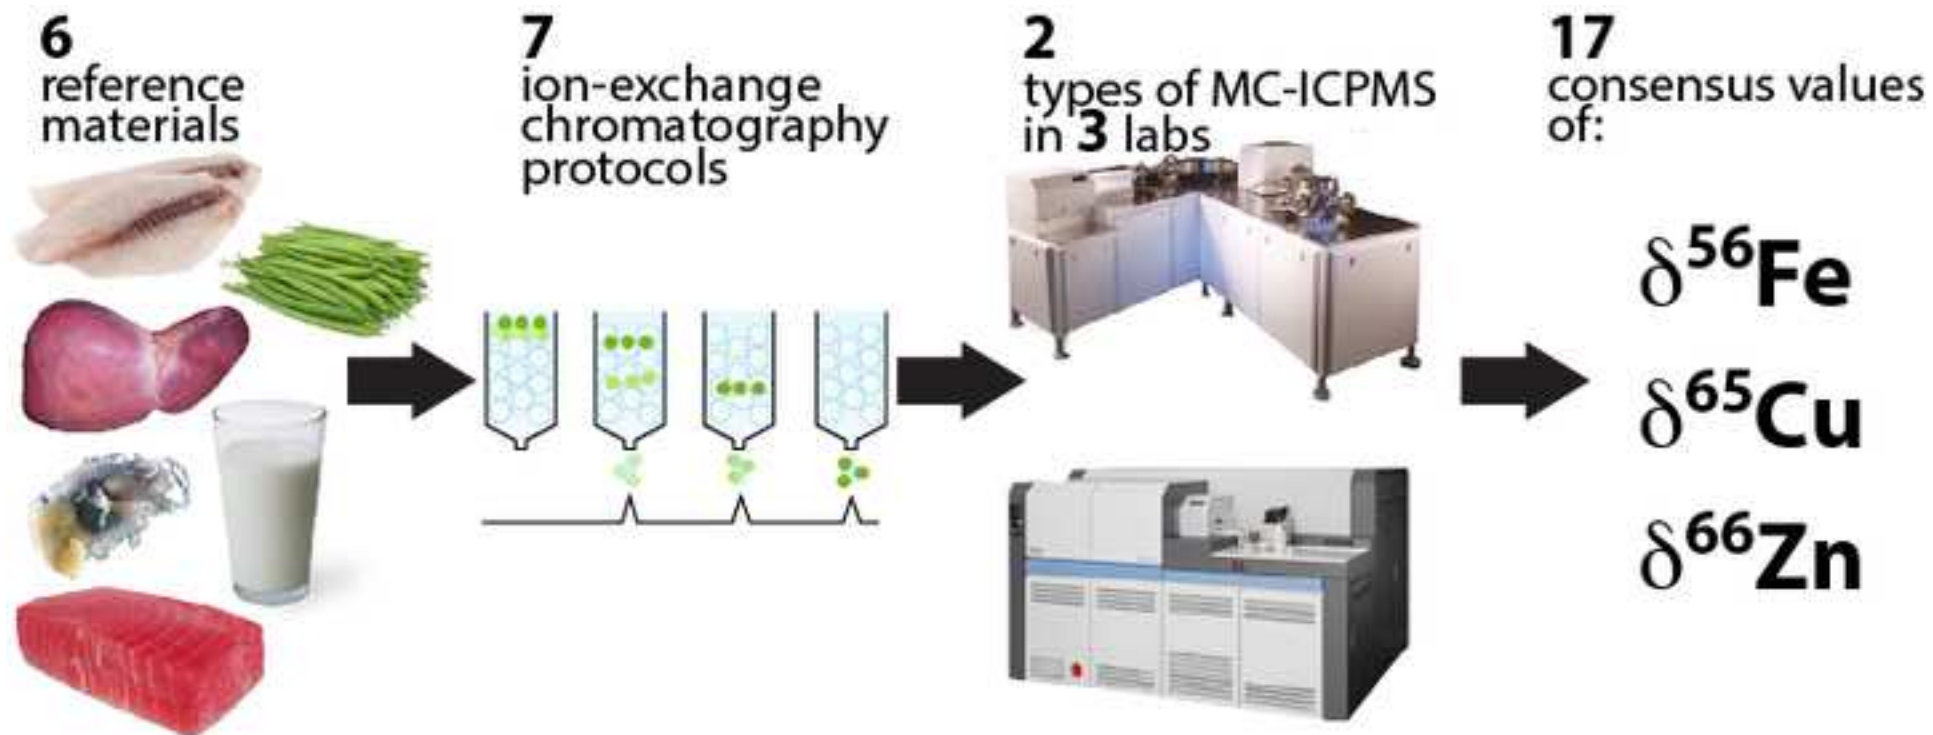 6
reference
materials
7
ion-exchange
chromatography
protocols
2
types of MC-ICPMS
in 3 labs
17
consensus values
of:
δ⁵⁶Fe
δ⁶⁵Cu
δ⁶⁶Zn